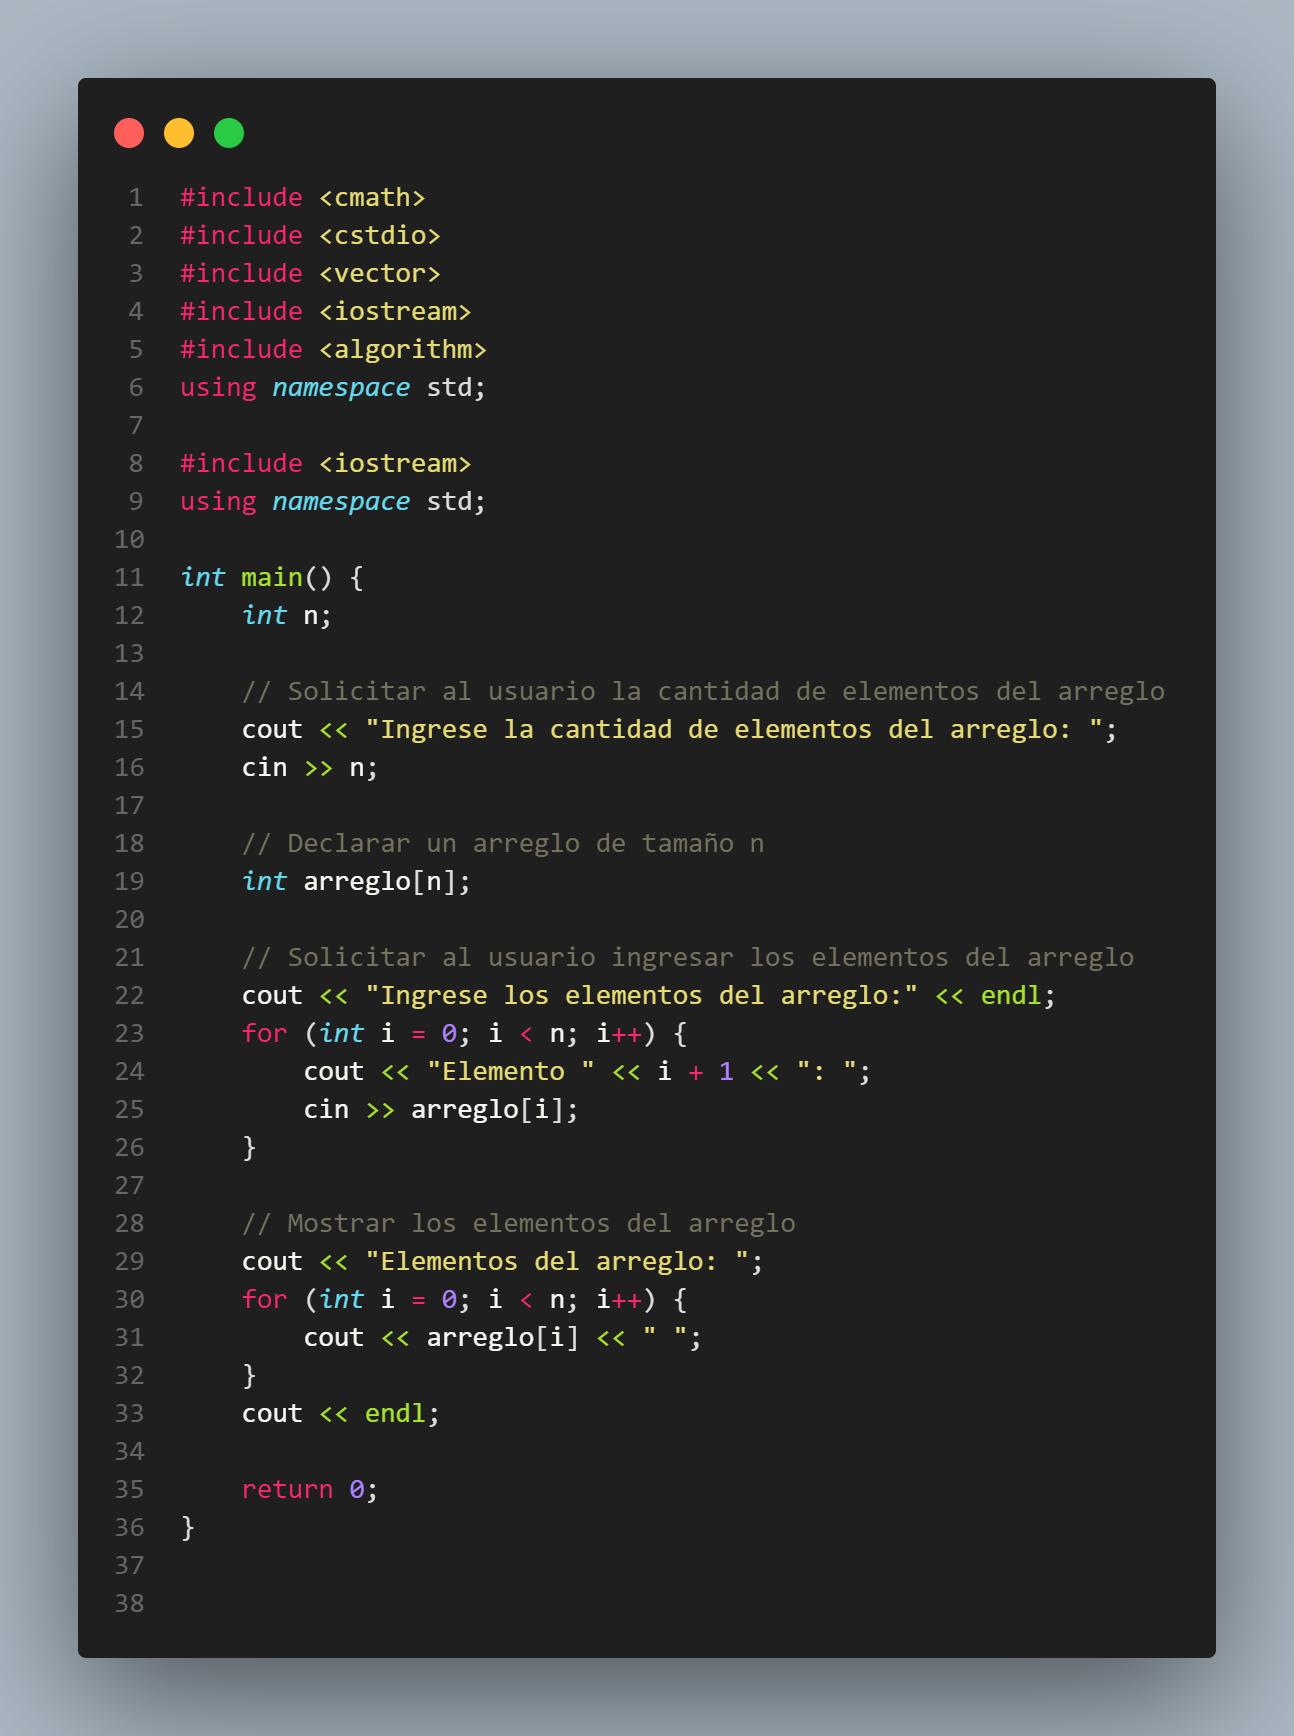 1 #include <cmath>
2 #include <cstdio>
3 #include <vector>
4 #include <iostream>
5 #include <algorithm>
6 using namespace std;
7
8 #include <iostream>
9 using namespace std;
10
11 int main() {
12     int n;
13
14     // Solicitar al usuario la cantidad de elementos del arreglo
15     cout << "Ingrese la cantidad de elementos del arreglo: ";
16     cin >> n;
17
18     // Declarar un arreglo de tamaño n
19     int arreglo[n];
20
21     // Solicitar al usuario ingresar los elementos del arreglo
22     cout << "Ingrese los elementos del arreglo:" << endl;
23     for (int i = 0; i < n; i++) {
24         cout << "Elemento " << i + 1 << ": ";
25         cin >> arreglo[i];
26     }
27
28     // Mostrar los elementos del arreglo
29     cout << "Elementos del arreglo: ";
30     for (int i = 0; i < n; i++) {
31         cout << arreglo[i] << " ";
32     }
33     cout << endl;
34
35     return 0;
36 }
37
38